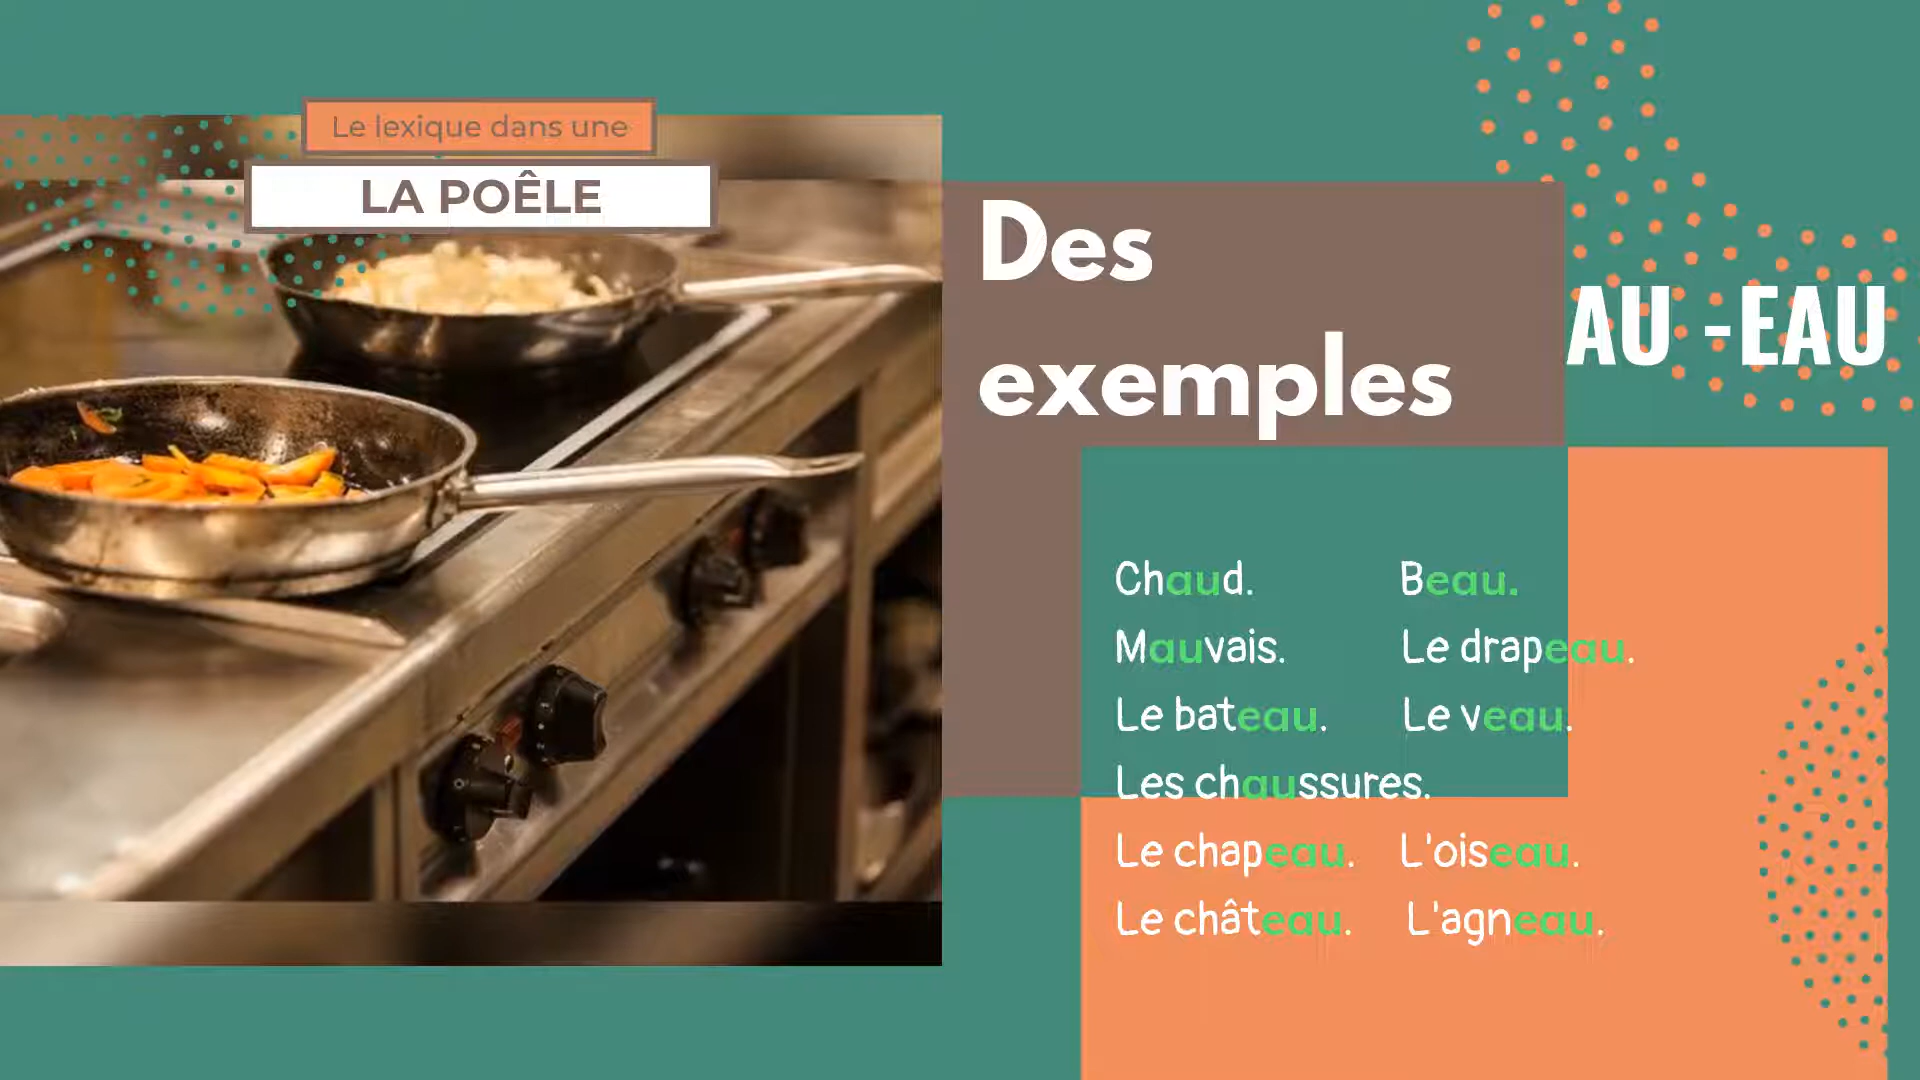 Le lexique dans une
LA POÊLE
Des
exemples
AU -EAU
Chaud. Beau.
Mauvais. Le drapeau.
Le bateau. Le veau.
Les chaussures.
Le chapeau. L'oiseau.
Le château. L'agneau.